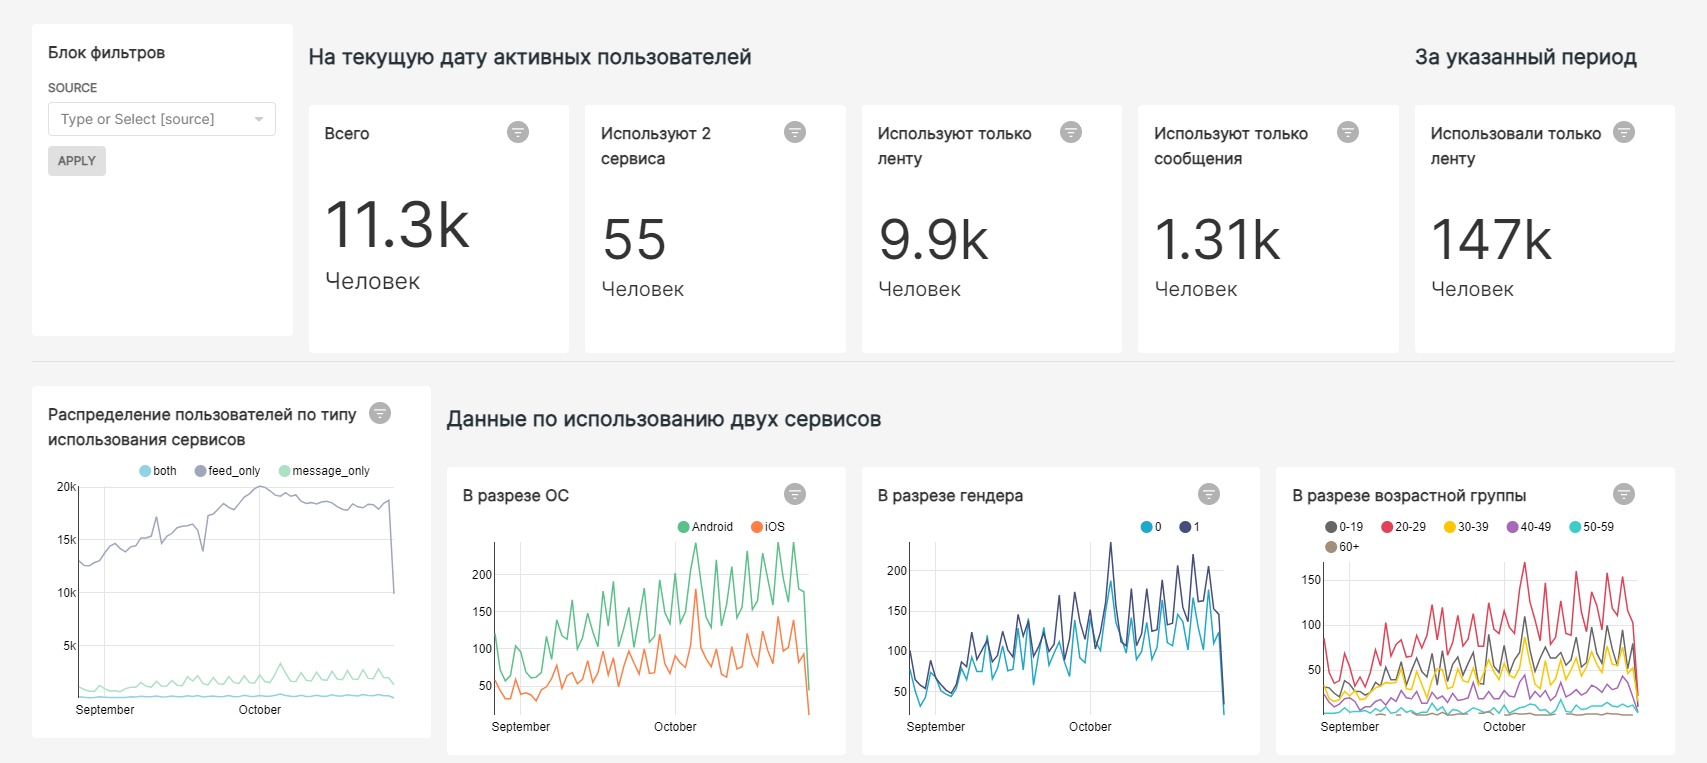 Блок фильтров
SOURCE
Type or Select [source]
APPLY
На текущую дату активных пользователей
За указанный период
Всего
11.3k
Человек
Используют 2
сервиса
55
Человек
Используют только
ленту
9.9k
Человек
Используют только
сообщения
1.31k
Человек
Использовали только
ленту
147k
Человек
Распределение пользователей по типу
использования сервисов
both feed_only message_only
20k
15k
10k
5k
September October
Данные по использованию двух сервисов
В разрезе ОС
Android iOS
200
150
100
50
September October
В разрезе гендера
0 1
200
150
100
50
September October
В разрезе возрастной группы
0-19 20-29 30-39 40-49 50-59
60+
150
100
50
September October